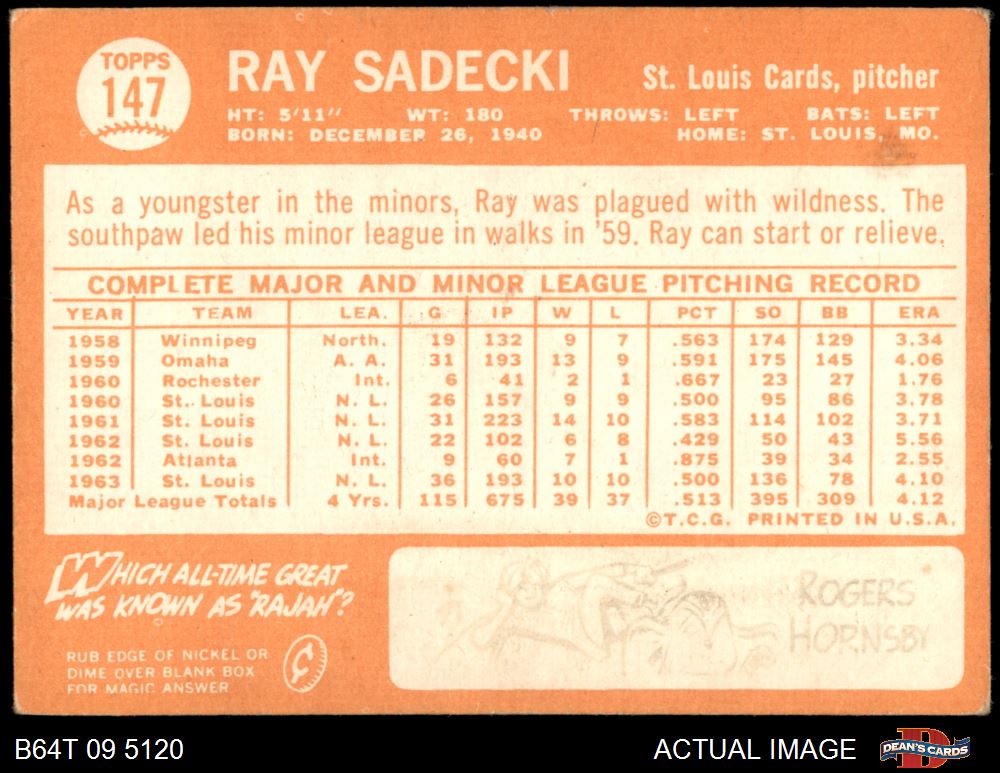 TOPPS
147
RAY SADECKI
St. Louis Cards, pitcher
HT: 5'11" WT: 180 THROWS: LEFT BATS: LEFT
BORN: DECEMBER 26, 1940 HOME: ST. LOUIS, MO.
As a youngster in the minors, Ray was plagued with wildness. The
southpaw led his minor league in walks in '59. Ray can start or relieve.
COMPLETE MAJOR AND MINOR LEAGUE PITCHING RECORD
YEAR TEAM LEA. G IP W L PCT SO BB ERA
1958 Winnipeg North. 19 132 9 7 .563 174 129 3.34
1959 Omaha A. A. 31 193 13 9 .591 175 145 4.06
1960 Rochester Int. 6 41 2 1 .667 23 27 1.76
1960 St. Louis N. L. 26 157 9 9 .500 95 86 3.78
1961 St. Louis N. L. 31 223 14 10 .583 114 102 3.71
1962 St. Louis N. L. 22 102 6 8 .429 50 43 5.56
1962 Atlanta Int. 9 60 7 1 .875 39 34 2.55
1963 St. Louis N. L. 36 193 10 10 .500 136 78 4.10
Major League Totals 4 Yrs. 115 675 39 37 .513 395 309 4.12
©T.C.G. PRINTED IN U.S.A.
WHICH ALL-TIME GREAT
WAS KNOWN AS "RAJAH"?
RUB EDGE OF NICKEL OR
DIME OVER BLANK BOX
FOR MAGIC ANSWER
¢
ROGERS
HORNSBY
B64T 09 5120
ACTUAL IMAGE
DEAN'S CARDS